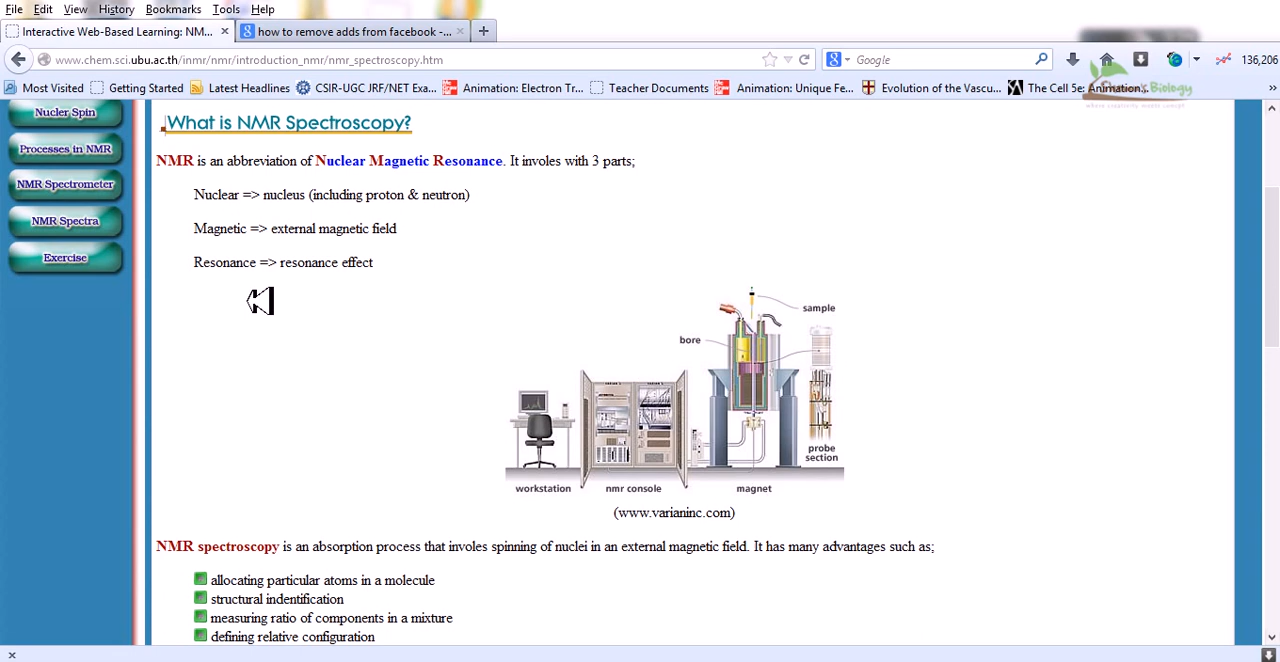 File Edit View History Bookmarks Tools Help
Interactive Web-Based Learning: NM... × how to remove adds from facebook -... × +
www.chem.sci.ubu.ac.th/inmr/nmr/introduction_nmr/nmr_spectroscopy.htm Google 136,206
Most Visited Getting Started Latest Headlines CSIR-UGC JRF/NET Exa... Animation: Electron Tr... Teacher Documents Animation: Unique Fe... Evolution of the Vascu... The Cell 5e: Animation... »
Biology
where creativity meets concept
Nucler Spin
Processes in NMR
NMR Spectrometer
NMR Spectra
Exercise
What is NMR Spectroscopy?
NMR is an abbreviation of Nuclear Magnetic Resonance. It involes with 3 parts;
Nuclear => nucleus (including proton & neutron)
Magnetic => external magnetic field
Resonance => resonance effect
sample
bore
probe
section
workstation nmr console magnet
(www.varianinc.com)
NMR spectroscopy is an absorption process that involes spinning of nuclei in an external magnetic field. It has many advantages such as;
allocating particular atoms in a molecule
structural indentification
measuring ratio of components in a mixture
defining relative configuration
×